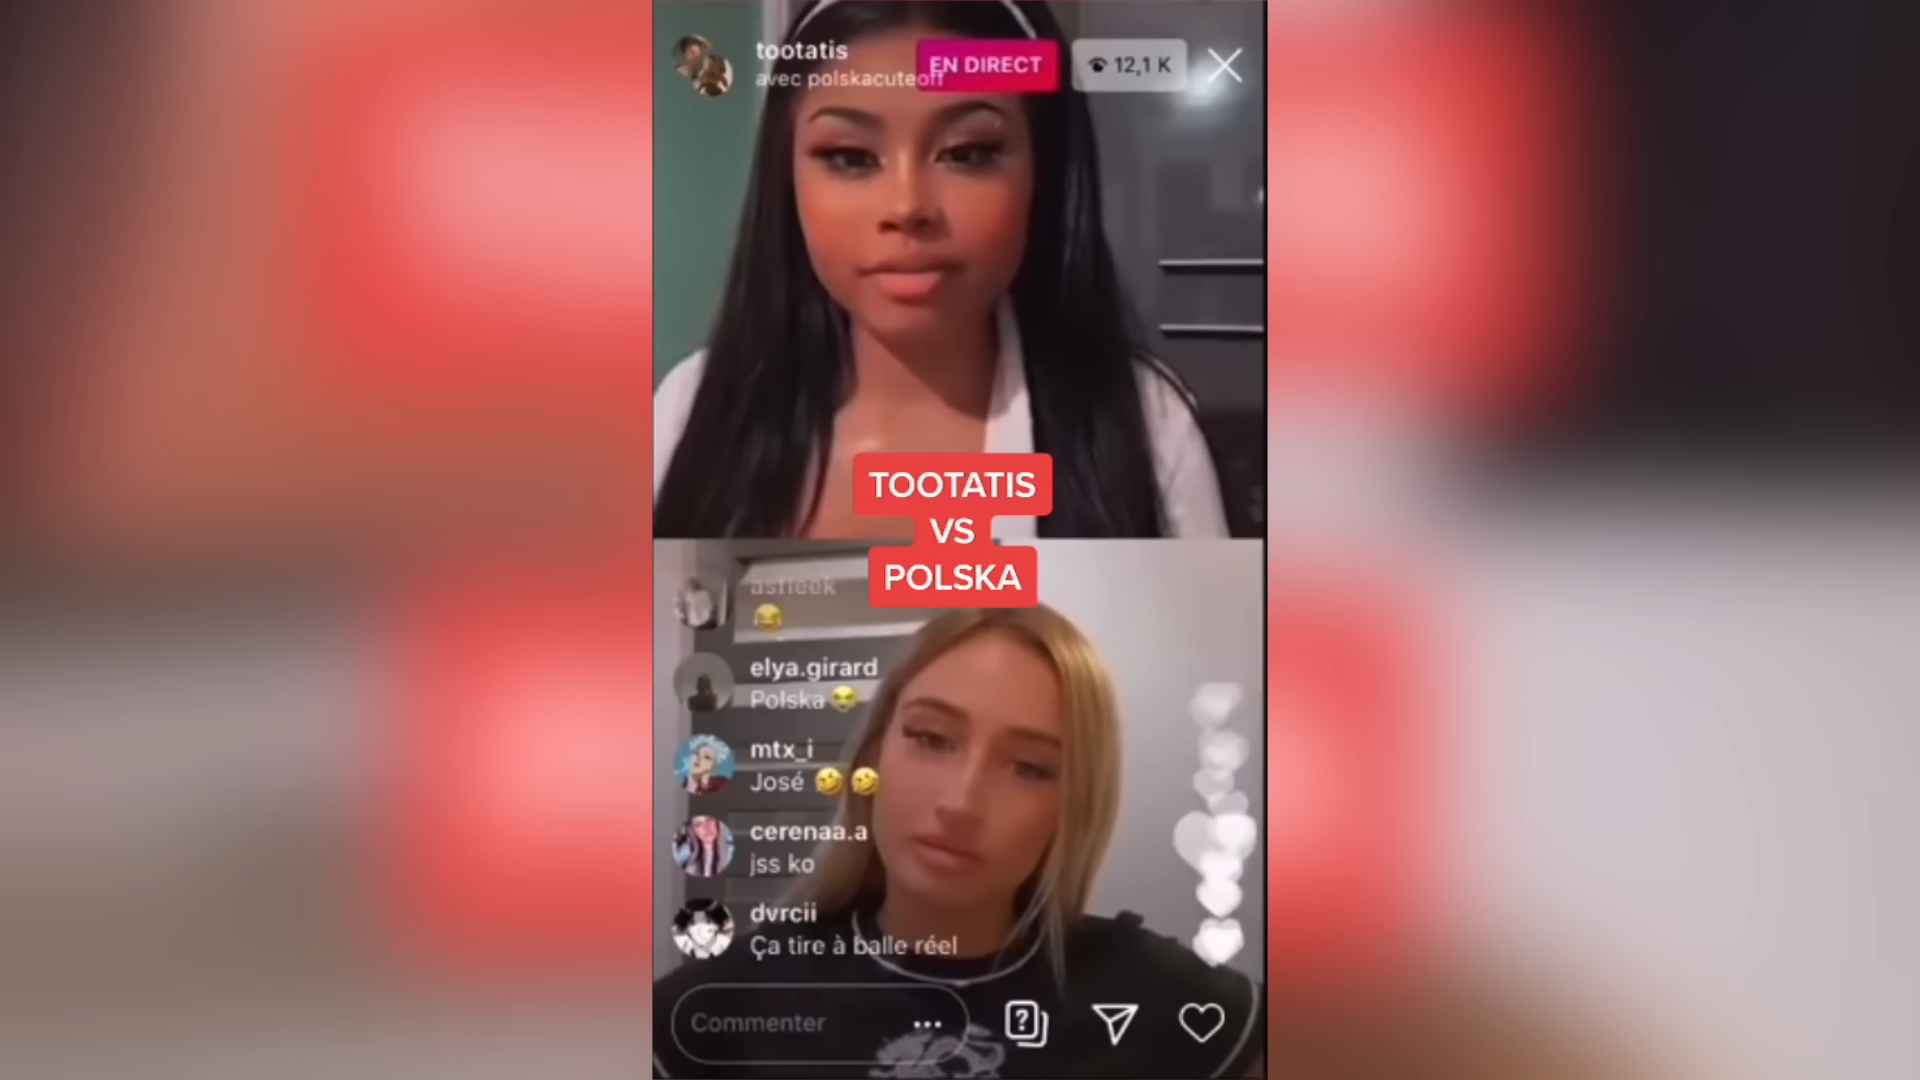 tootatis
avec polskacuteoff
EN DIRECT
12,1 K
TOOTATIS
VS
POLSKA
elya.girard
Polska
mtx_i
José
cerenaa.a
jss ko
dvrcii
Ça tire à balle réel
Commenter